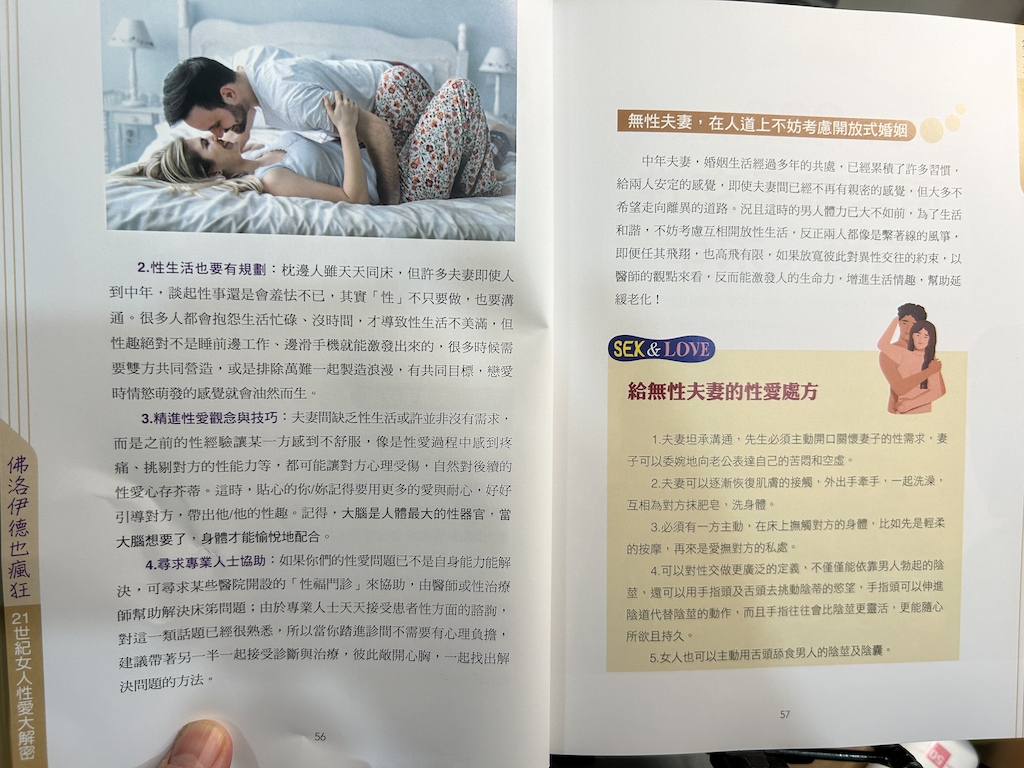 2.性生活也要有規劃：枕邊人雖天天同床，但許多夫妻即使人
到中年，談起性事還是會羞怯不已，其實「性」不只要做，也要溝
通。很多人都會抱怨生活忙碌、沒時間，才導致性生活不美滿，但
性趣絕對不是睡前邊工作、邊滑手機就能激發出來的，很多時候需
要雙方共同營造，或是排除萬難一起製造浪漫，有共同目標，戀愛
時情慾萌發的感覺就會油然而生。
3.精進性愛觀念與技巧：夫妻間缺乏性生活或許並非沒有需求，
而是之前的性經驗讓某一方感到不舒服，像是性愛過程中感到疼
痛、挑剔對方的性能力等，都可能讓對方心理受傷，自然對後續的
性愛心存芥蒂。這時，貼心的你/妳記得要用更多的愛與耐心，好好
引導對方，帶出他/他的性趣。記得，大腦是人體最大的性器官，當
大腦想要了，身體才能愉悅地配合。
4.尋求專業人士協助：如果你們的性愛問題已不是自身能力能解
決，可尋求某些醫院開設的「性福門診」來協助，由醫師或性治療
師幫助解決床第問題；由於專業人士天天接受患者性方面的諮詢，
對這一類話題已經很熟悉，所以當你踏進診間不需要有心理負擔，
建議帶著另一半一起接受診斷與治療，彼此敞開心胸，一起找出解
決問題的方法。
佛洛伊德也瘋狂
21世紀女人性愛大解密
56
無性夫妻，在人道上不妨考慮開放式婚姻
中年夫妻，婚姻生活經過多年的共處，已經累積了許多習慣，
給兩人安定的感覺，即使夫妻間已經不再有親密的感覺，但大多不
希望走向離異的道路。況且這時的男人體力已大不如前，為了生活
和諧，不妨考慮互相開放性生活，反正兩人都像是繫著線的風箏，
即便任其飛翔，也高飛有限，如果放寬彼此對異性交往的約束，以
醫師的觀點來看，反而能激發人的生命力，增進生活情趣，幫助延
緩老化！
SEX & LOVE
給無性夫妻的性愛處方
1.夫妻坦承溝通，先生必須主動開口關懷妻子的性需求，妻
子可以委婉地向老公表達自己的苦悶和空虛。
2.夫妻可以逐漸恢復肌膚的接觸，外出手牽手，一起洗澡，
互相為對方抹肥皂，洗身體。
3.必須有一方主動，在床上撫觸對方的身體，比如先是輕柔
的按摩，再來是愛撫對方的私處。
4.可以對性交做更廣泛的定義，不僅僅能依靠男人勃起的陰
莖，還可以用手指頭及舌頭去挑動陰蒂的慾望，手指頭可以伸進
陰道代替陰莖的動作，而且手指往往會比陰莖更靈活，更能隨心
所欲且持久。
5.女人也可以主動用舌頭舔食男人的陰莖及陰囊。
57